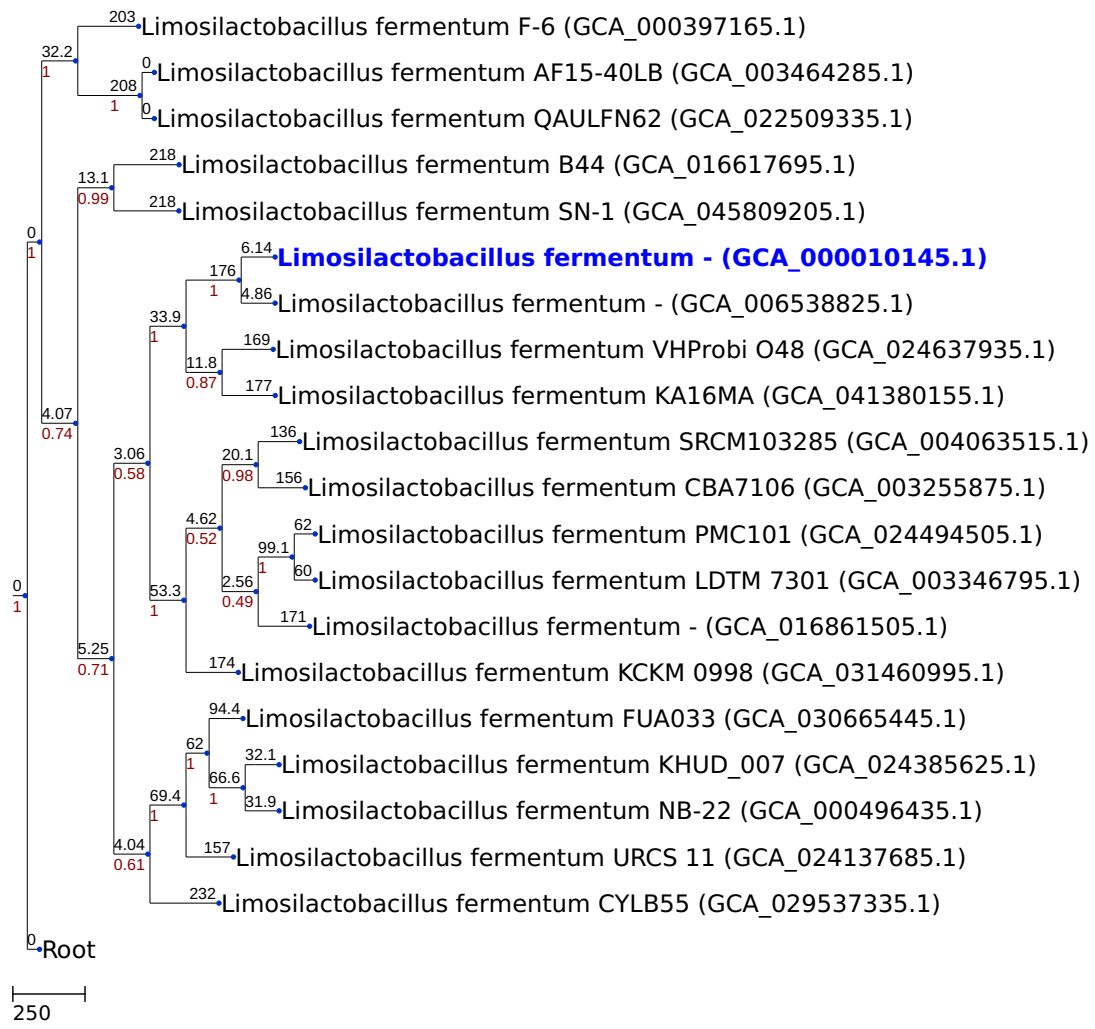 203 Limosilactobacillus fermentum F-6 (GCA_000397165.1)
32.2
1
0 Limosilactobacillus fermentum AF15-40LB (GCA_003464285.1)
208
1
0 Limosilactobacillus fermentum QAULFN62 (GCA_022509335.1)
218 Limosilactobacillus fermentum B44 (GCA_016617695.1)
13.1
0.99
218 Limosilactobacillus fermentum SN-1 (GCA_045809205.1)
0
1
6.14 Limosilactobacillus fermentum - (GCA_000010145.1)
176
1
4.86 Limosilactobacillus fermentum - (GCA_006538825.1)
33.9
1
169 Limosilactobacillus fermentum VHProbi O48 (GCA_024637935.1)
11.8
0.87
177 Limosilactobacillus fermentum KA16MA (GCA_041380155.1)
4.07
0.74
136 Limosilactobacillus fermentum SRCM103285 (GCA_004063515.1)
3.06
0.58
20.1
0.98
156 Limosilactobacillus fermentum CBA7106 (GCA_003255875.1)
4.62
0.52
62 Limosilactobacillus fermentum PMC101 (GCA_024494505.1)
99.1
1
60 Limosilactobacillus fermentum LDTM 7301 (GCA_003346795.1)
0
1
53.3
1
2.56
0.49
171 Limosilactobacillus fermentum - (GCA_016861505.1)
5.25
0.71
174 Limosilactobacillus fermentum KCKM 0998 (GCA_031460995.1)
94.4 Limosilactobacillus fermentum FUA033 (GCA_030665445.1)
62
1
32.1 Limosilactobacillus fermentum KHUD_007 (GCA_024385625.1)
66.6
1
31.9 Limosilactobacillus fermentum NB-22 (GCA_000496435.1)
69.4
1
157 Limosilactobacillus fermentum URCS 11 (GCA_024137685.1)
4.04
0.61
232 Limosilactobacillus fermentum CYLB55 (GCA_029537335.1)
0 Root
250